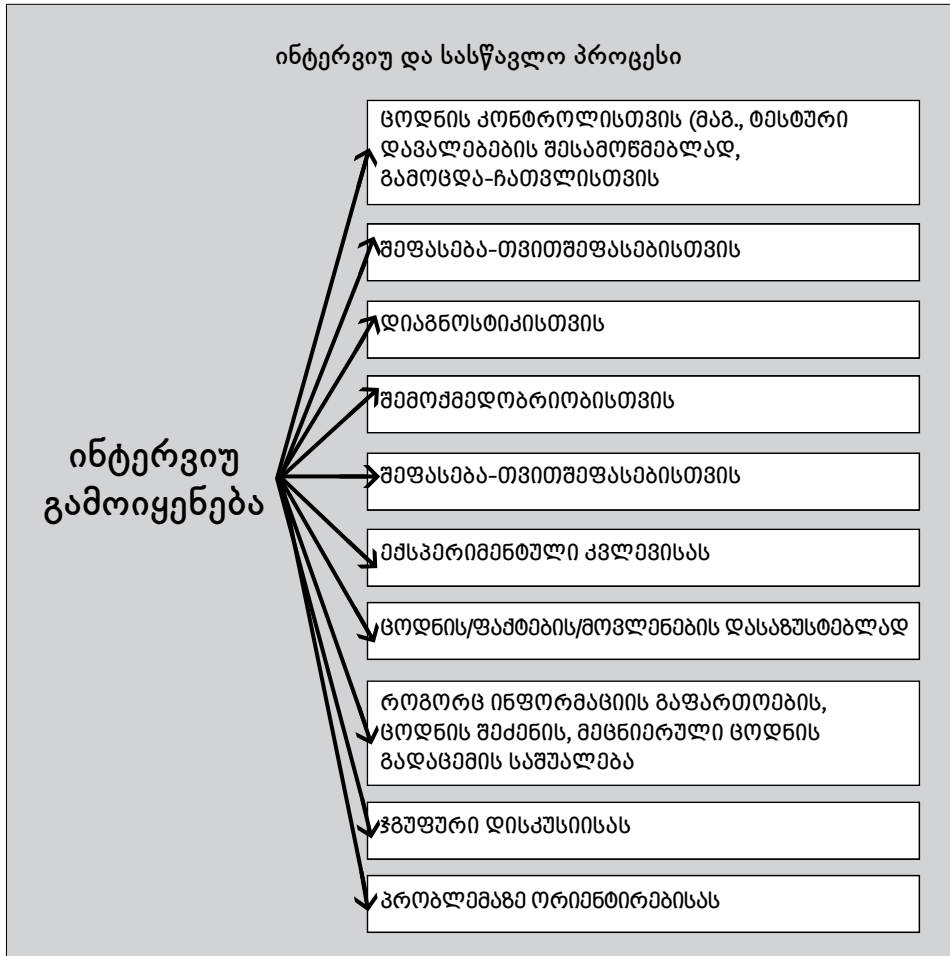 ინტერვიუ და სასწავლო პროცესი
ცოდნის კონტროლისთვის (მაგ., ტესტური
დავალებების შესამოწმებლად,
გამოცდა-ჩათვლისთვის
შეფასება-თვითშეფასებისთვის
დიაგნოსტიკისთვის
შემოქმედობრიობისთვის
ინტერვიუ
გამოიყენება
შეფასება-თვითშეფასებისთვის
ექსპერიმენტული კვლევისას
ცოდნის/ფაქტების/მოვლენების დასაზუსტებლად
როგორც ინფორმაციის გაფართოების,
ცოდნის შეძენის, მეცნიერული ცოდნის
გადაცემის საშუალება
ჯგუფური დისკუსიისას
პრობლემაზე ორიენტირებისას